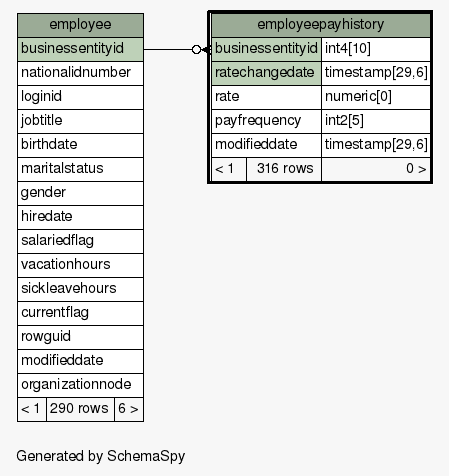 employee
businessentityid
nationalidnumber
loginid
jobtitle
birthdate
maritalstatus
gender
hiredate
salariedflag
vacationhours
sickleavehours
currentflag
rowguid
modifieddate
organizationnode
< 1 290 rows 6 >
employeepayhistory
businessentityid int4[10]
ratechangedate timestamp[29,6]
rate numeric[0]
payfrequency int2[5]
modifieddate timestamp[29,6]
< 1 316 rows 0 >
Generated by SchemaSpy